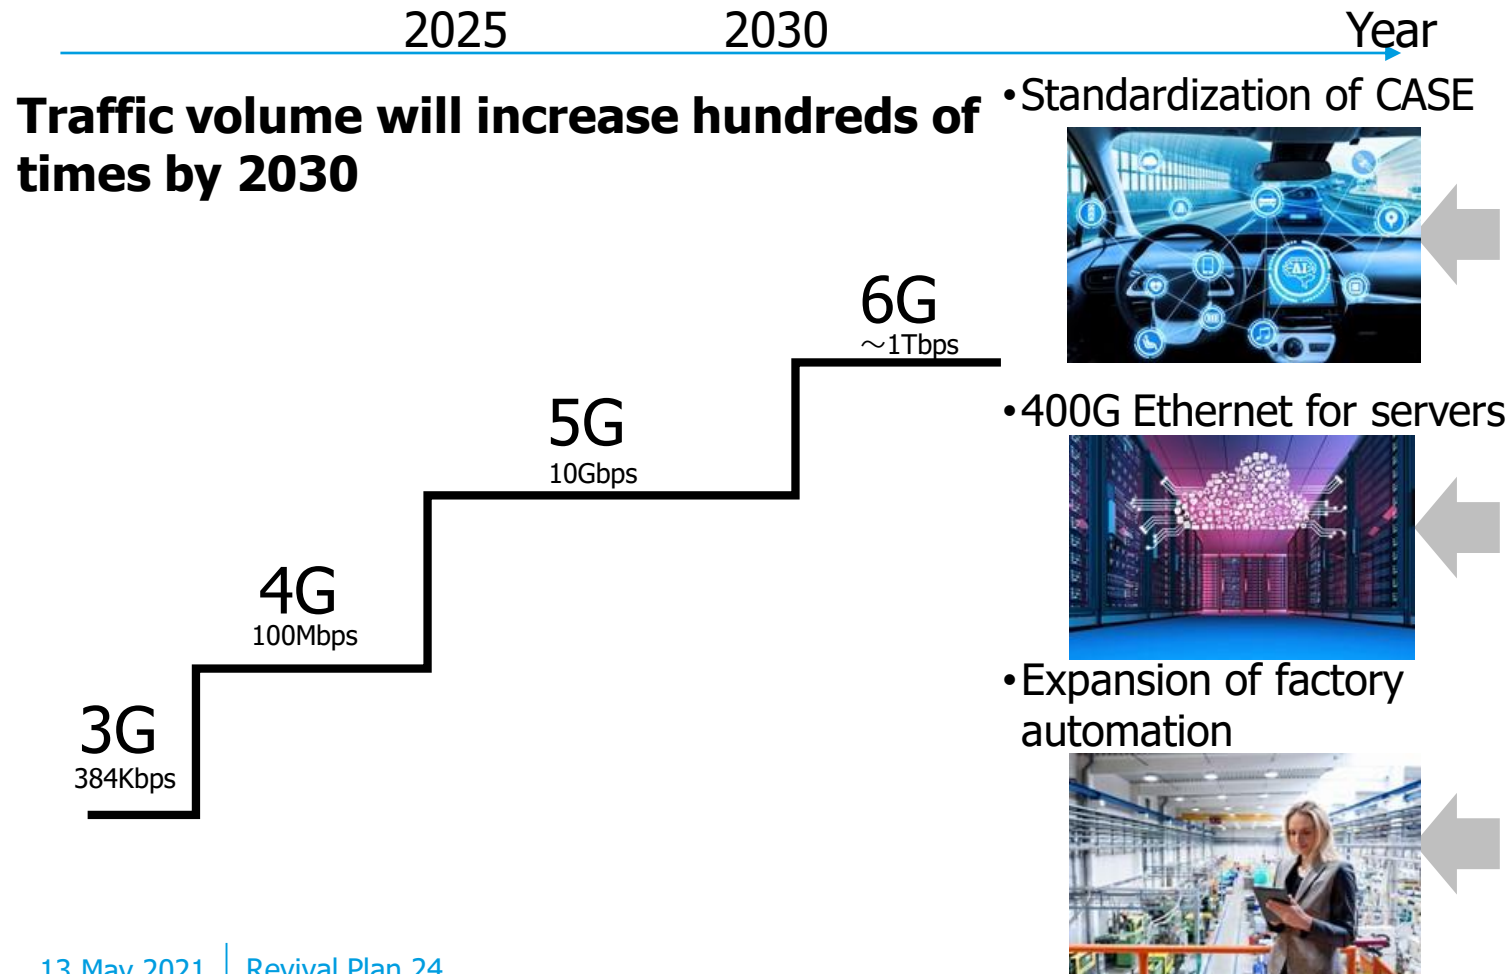 2025 2030 Year
Traffic volume will increase hundreds of
times by 2030
•Standardization of CASE
AI
6G
～1Tbps
•400G Ethernet for servers
5G
10Gbps
4G
100Mbps
•Expansion of factory
automation
3G
384Kbps
13 May 2021 Revival Plan 24